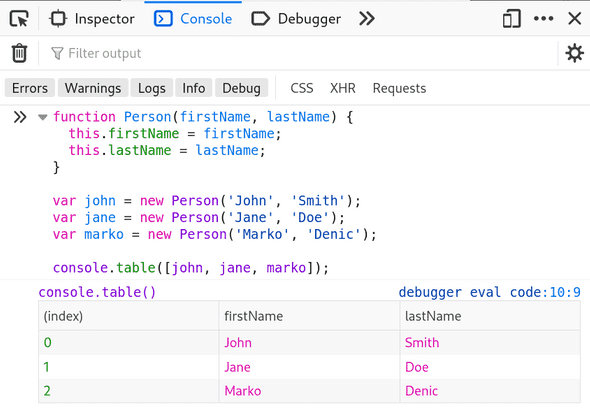 Inspector Console Debugger
Filter output
Errors Warnings Logs Info Debug CSS XHR Requests
function Person(firstName, lastName) {
  this.firstName = firstName;
  this.lastName = lastName;
}
var john = new Person('John', 'Smith');
var jane = new Person('Jane', 'Doe');
var marko = new Person('Marko', 'Denic');
console.table([john, jane, marko]);
console.table() debugger eval code:10:9
(index) firstName lastName
0 John Smith
1 Jane Doe
2 Marko Denic